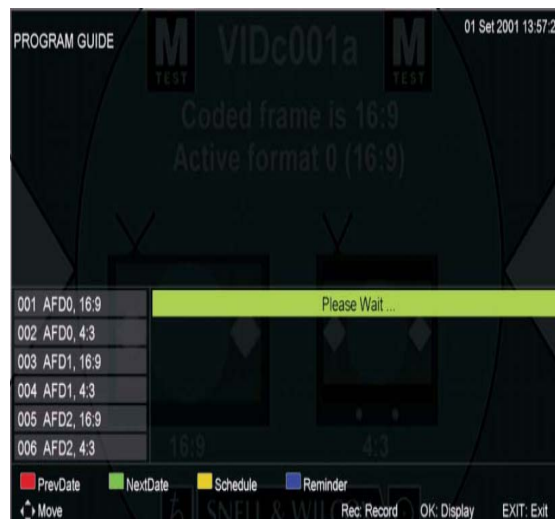 PROGRAM GUIDE
01 Set 2001 13:57:2
M
TEST
VIDc001a
M
TEST
Coded frame is 16:9
Active format 0 (16:9)
001 AFD0, 16:9
Please Wait ...
002 AFD0, 4:3
003 AFD1, 16:9
004 AFD1, 4:3
005 AFD2, 16:9
006 AFD2, 4:3
16:9
4:3
PrevDate
NextDate
Schedule
Reminder
Move
SNELL & WILCOX
Rec: Record
OK: Display
EXIT: Exit